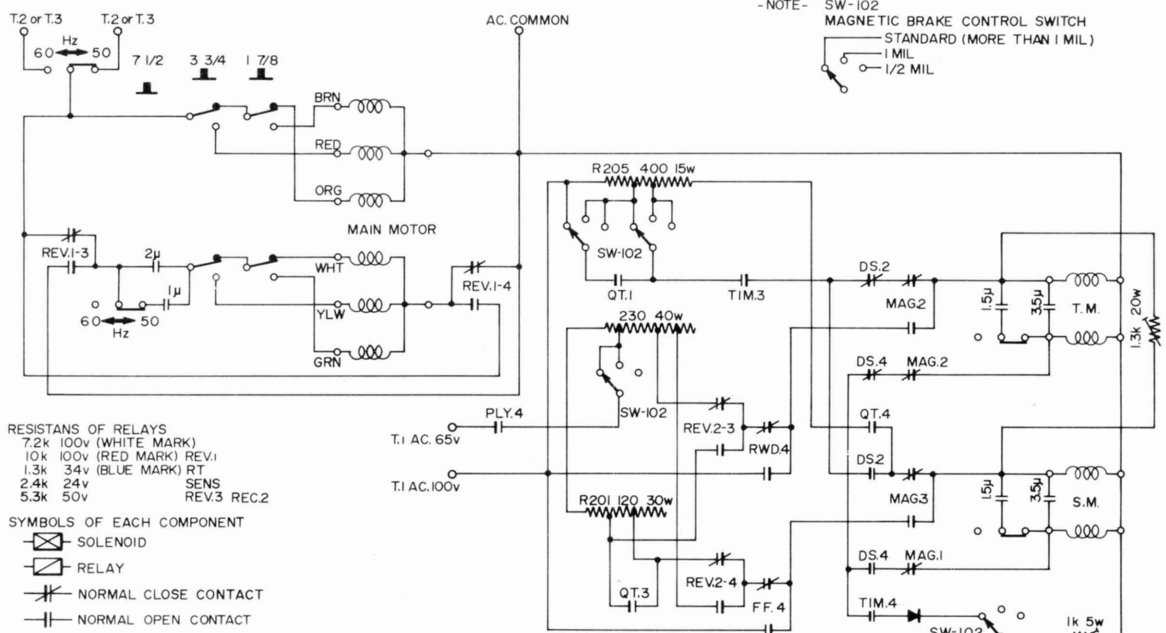 T.2 or T.3
T.2 or T.3
Hz
60
50
7 1/2
3 3/4
1 7/8
AC. COMMON
-NOTE- SW-102
MAGNETIC BRAKE CONTROL SWITCH
STANDARD (MORE THAN 1 MIL)
1 MIL
1/2 MIL
BRN
RED
ORG
MAIN MOTOR
REV.1-3
2μ
1μ
60
50
Hz
WHT
YLW
GRN
REV.1-4
R205 400 15w
SW-102
QT.1
TIM.3
DS.2
MAG.2
1.5μ
3.5μ
T.M.
1.3k 20w
230 40w
SW-102
DS.4
MAG.2
PLY.4
T.1 AC. 65v
REV.2-3
RWD.4
QT.4
DS2
MAG3
1.5μ
3.5μ
S.M.
T.1 AC.100v
R201 120 30w
REV.2-4
QT.3
FF.4
DS.4
MAG.1
TIM.4
SW-102
1k 5w
RESISTANS OF RELAYS
7.2k 100v (WHITE MARK)
10k 100v (RED MARK) REV.1
1.3k 34v (BLUE MARK) RT
2.4k 24v SENS
5.3k 50v REV.3 REC.2
SYMBOLS OF EACH COMPONENT
SOLENOID
RELAY
NORMAL CLOSE CONTACT
NORMAL OPEN CONTACT